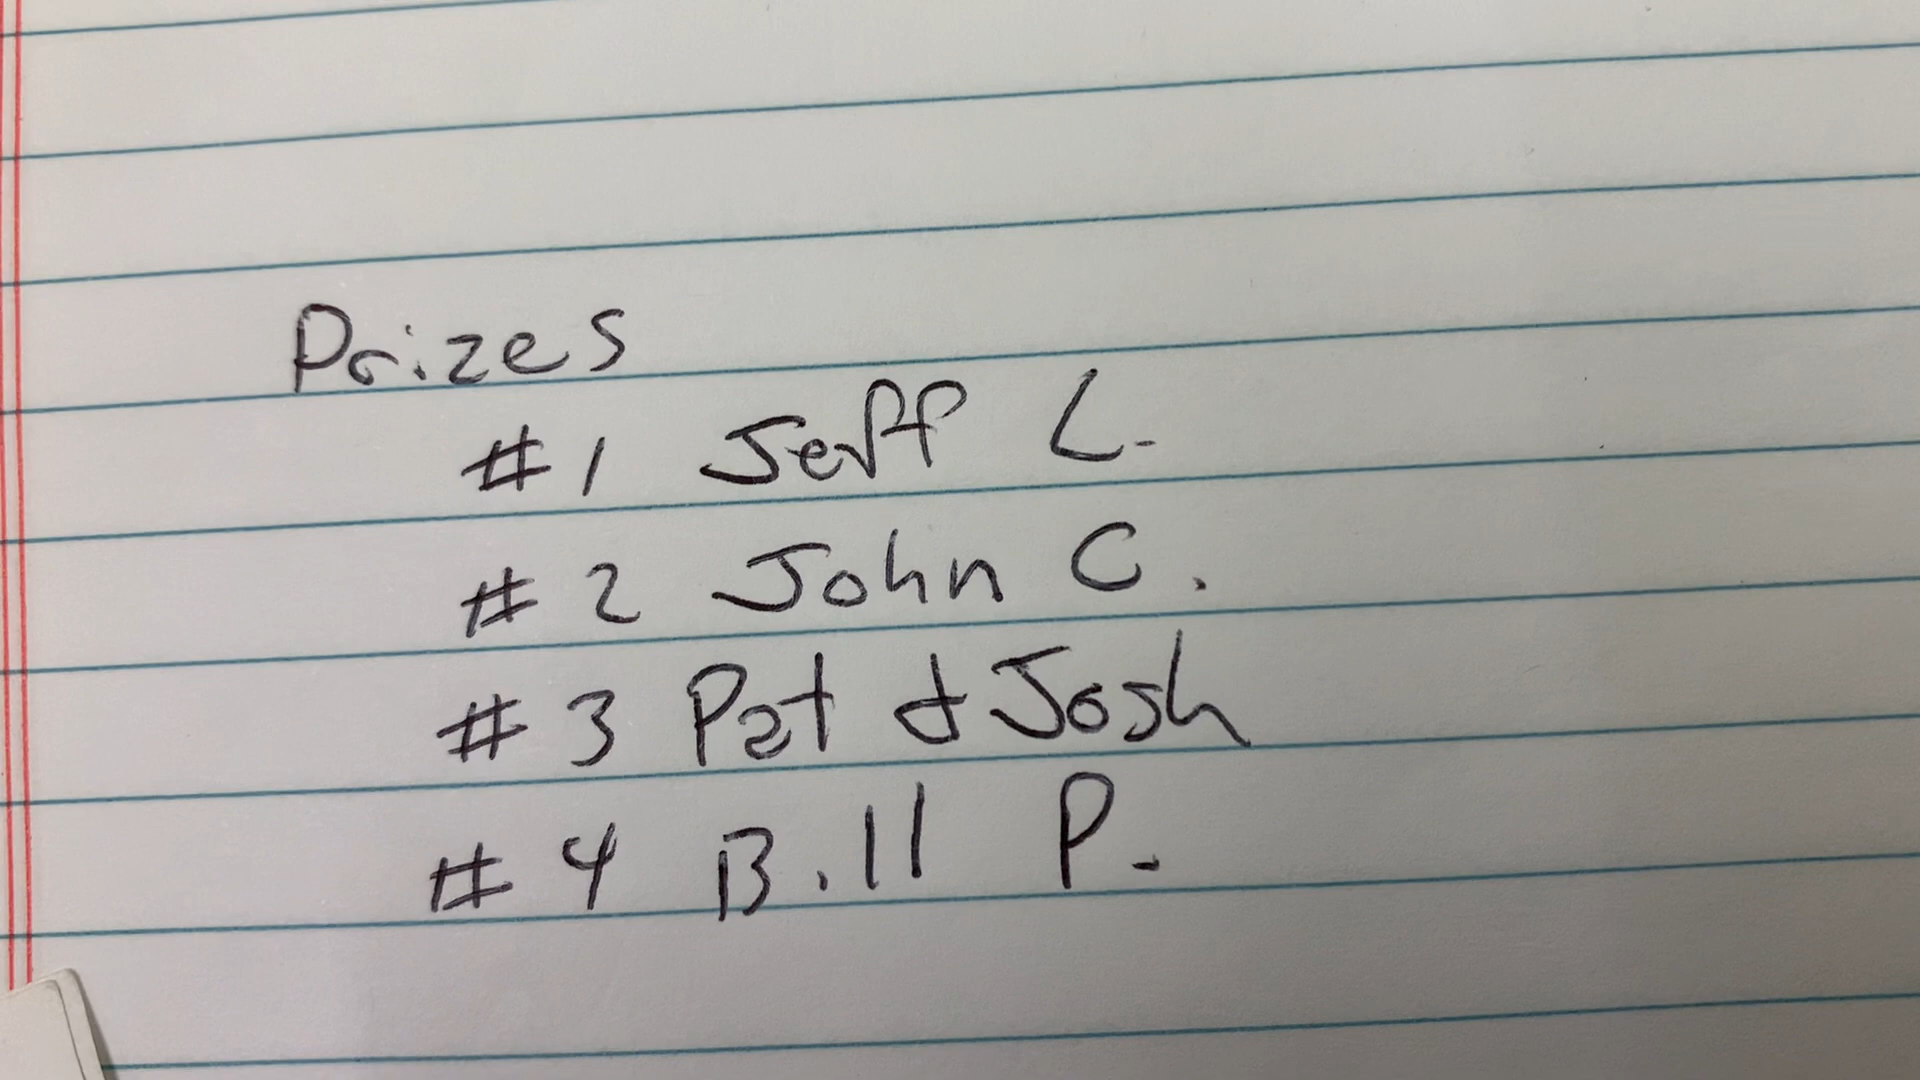 Prizes
#1 Jeff L.
#2 John C.
#3 Pat & Josh
#4 Bill P.